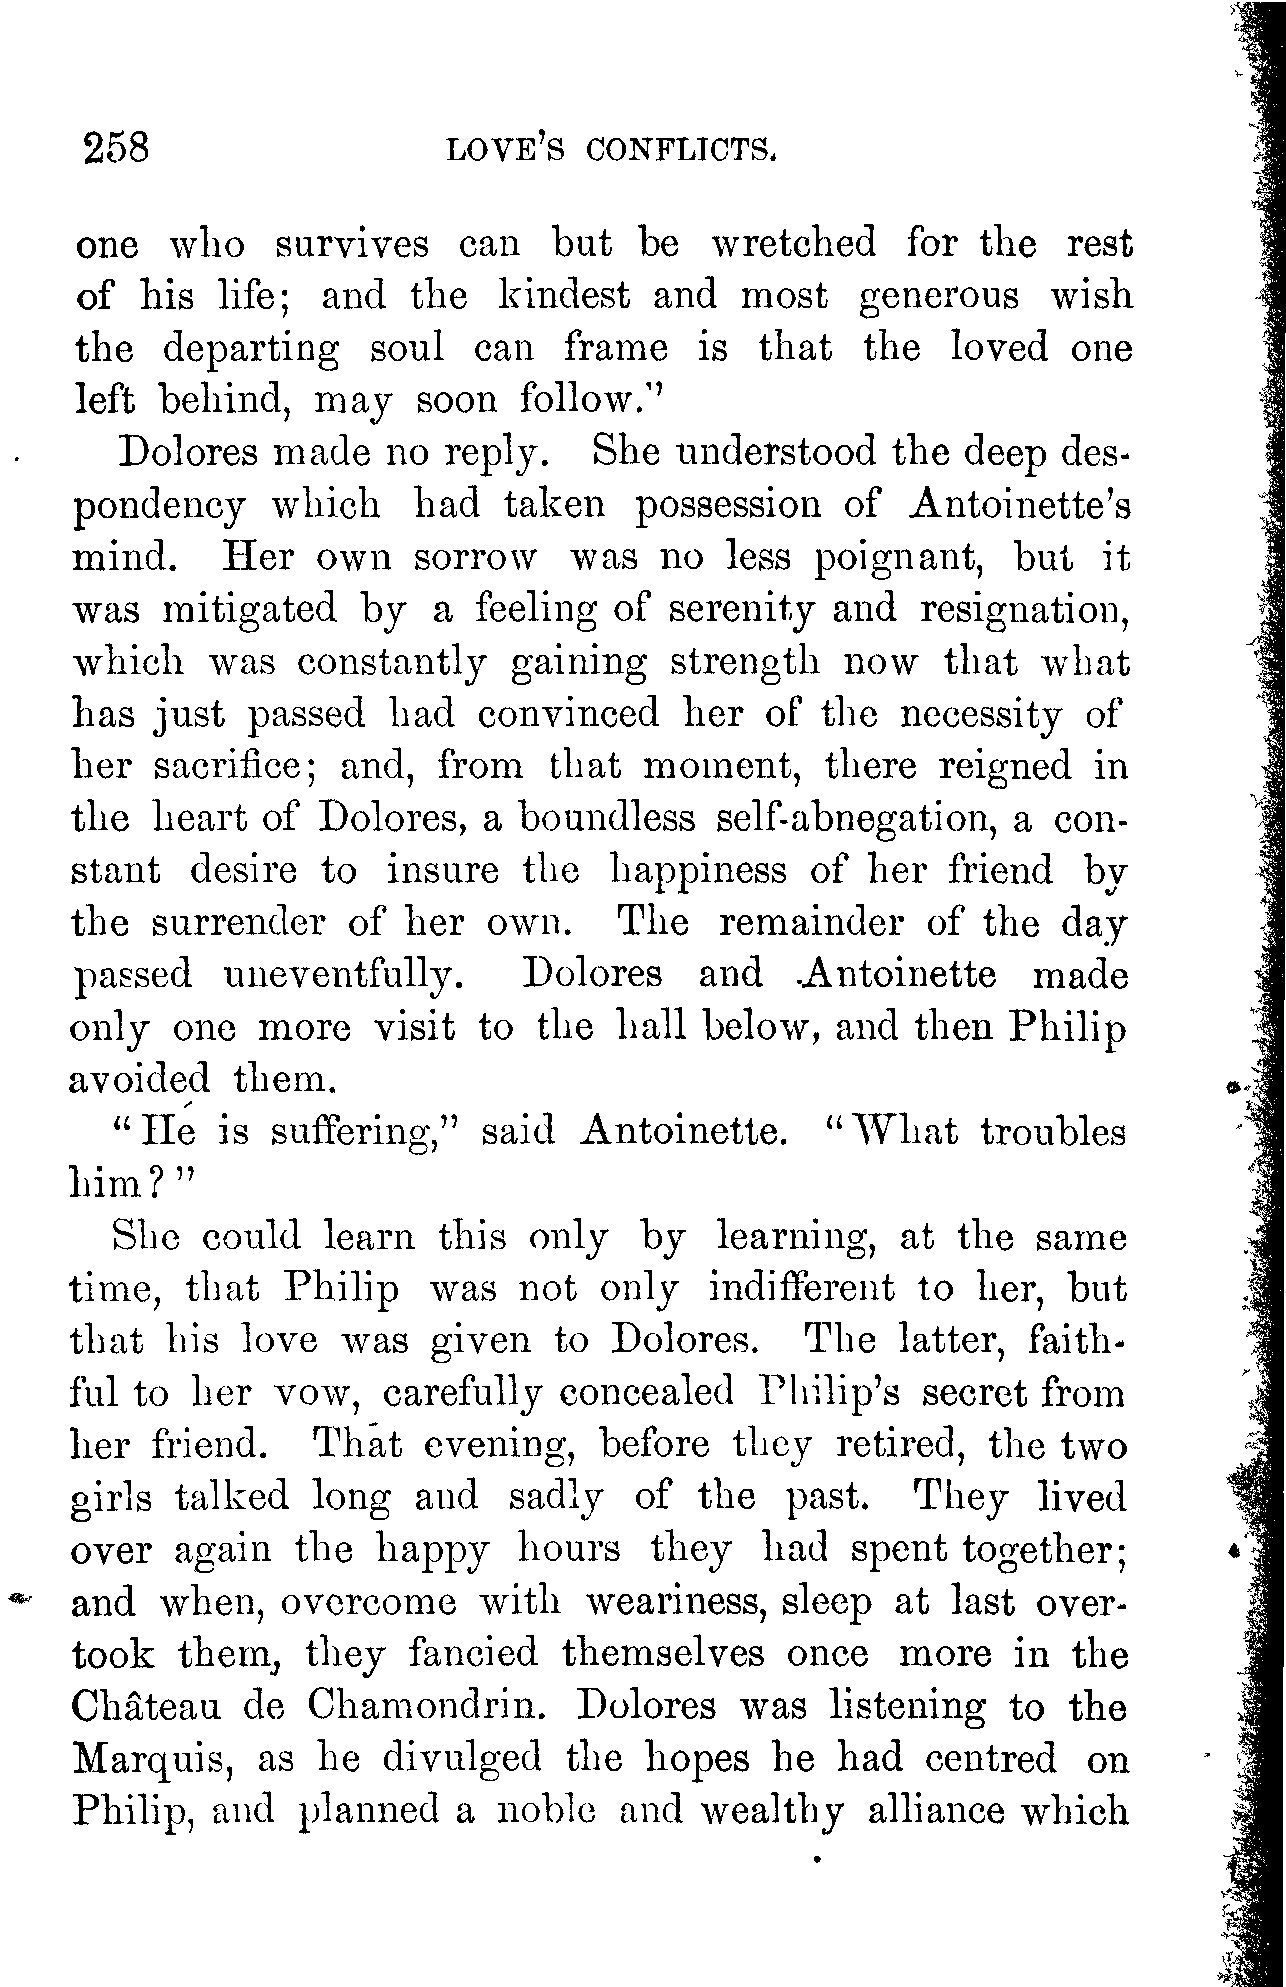 258 LOVE'S CONFLICTS.
one who survives can but be wretched for the rest
of his life; and the kindest and most generous wish
the departing soul can frame is that the loved one
left behind, may soon follow."
Dolores made no reply. She understood the deep des-
pondency which had taken possession of Antoinette's
mind. Her own sorrow was no less poignant, but it
was mitigated by a feeling of serenity and resignation,
which was constantly gaining strength now that what
has just passed had convinced her of the necessity of
her sacrifice; and, from that moment, there reigned in
the heart of Dolores, a boundless self-abnegation, a con-
stant desire to insure the happiness of her friend by
the surrender of her own. The remainder of the day
passed uneventfully. Dolores and Antoinette made
only one more visit to the hall below, and then Philip
avoided them.
"He is suffering," said Antoinette. "What troubles
him?"
She could learn this only by learning, at the same
time, that Philip was not only indifferent to her, but
that his love was given to Dolores. The latter, faith-
ful to her vow, carefully concealed Philip's secret from
her friend. That evening, before they retired, the two
girls talked long and sadly of the past. They lived
over again the happy hours they had spent together;
and when, overcome with weariness, sleep at last over-
took them, they fancied themselves once more in the
Château de Chamondrin. Dolores was listening to the
Marquis, as he divulged the hopes he had centred on
Philip, and planned a noble and wealthy alliance which